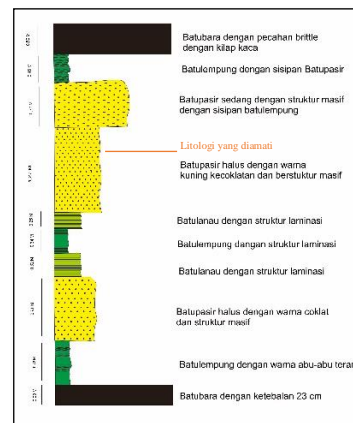 Batubara dengan pecahan brittle
dengan kilap kaca
Batulempung dengan sisipan Batupasir
Batupasir sedang dengan struktur masif
dengan sisipan batulempung
Litologi yang diamati
Batupasir halus dengan warna
kuning kecoklatan dan berstuktur masif
Batulanau dengan struktur laminasi
Batulempung dangan struktur laminasi
Batulanau dengan struktur laminasi
Batupasir halus dengan warna coklat
dan struktur masif
Batulempung dengan warna abu-abu teran
Batubara dengan ketebalan 23 cm